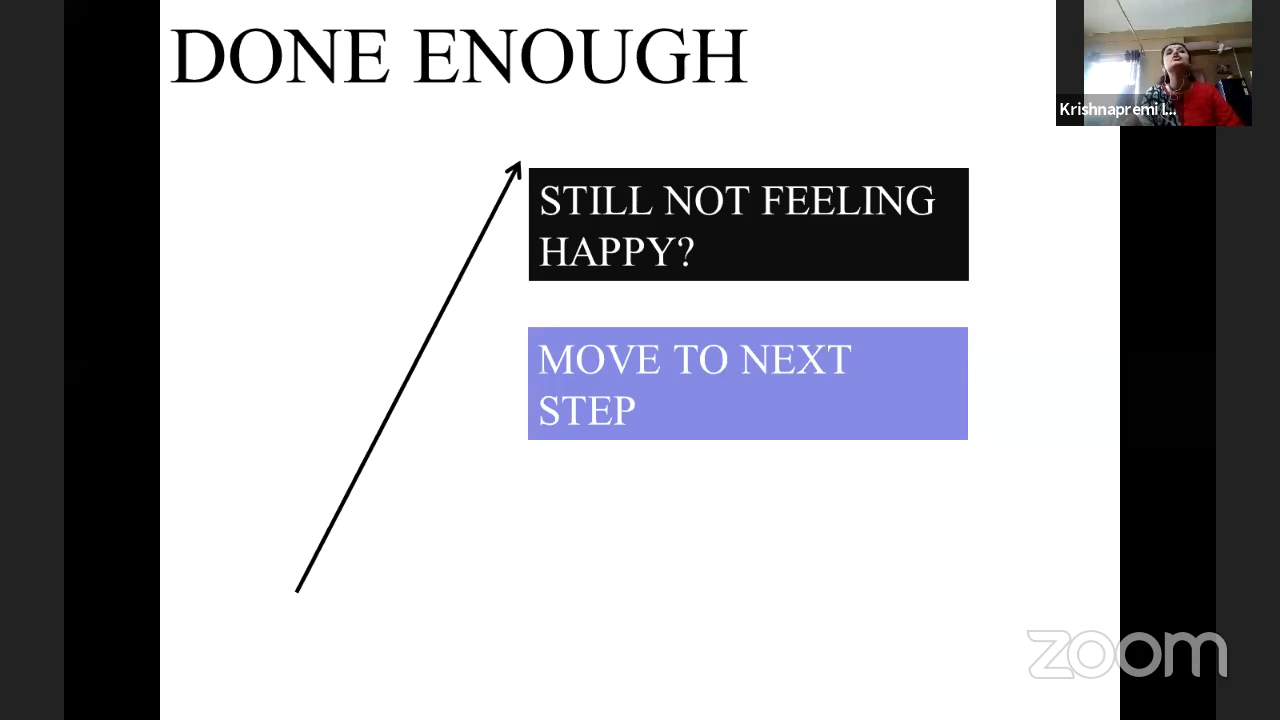 DONE ENOUGH
Krishnapremi I...
STILL NOT FEELING
HAPPY?
MOVE TO NEXT
STEP
zoom